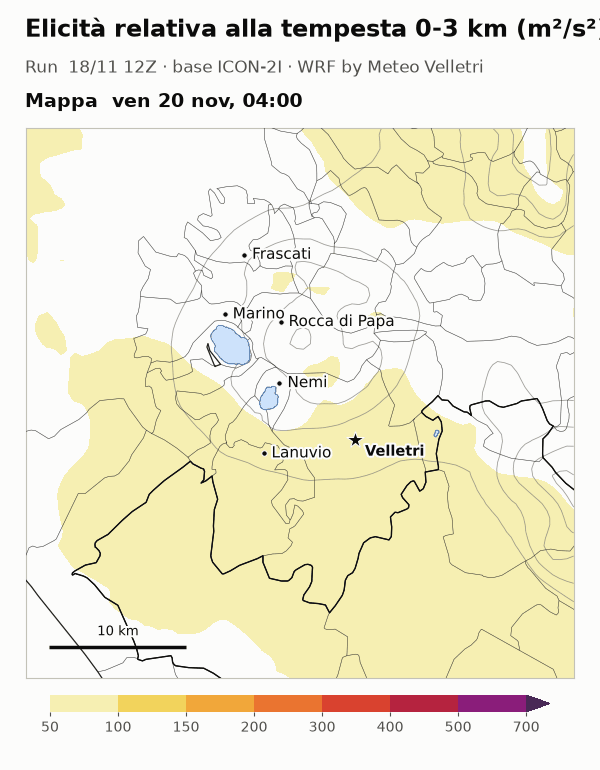 Elicità relativa alla tempesta 0-3 km (m²/s²)
Run 18/11 12Z · base ICON-2I · WRF by Meteo Velletri
Mappa ven 20 nov, 04:00
Frascati
Marino
Rocca di Papa
Nemi
Velletri
Lanuvio
10 km
50 100 150 200 300 400 500 700